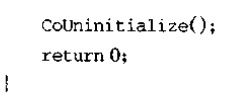 CoUninitialize();
return 0;
}